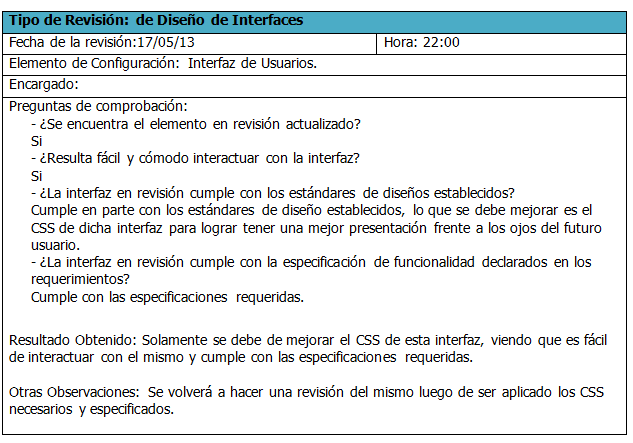 Tipo de Revisión: de Diseño de Interfaces
Fecha de la revisión:17/05/13
Hora: 22:00
Elemento de Configuración: Interfaz de Usuarios.
Encargado:
Preguntas de comprobación:
- ¿Se encuentra el elemento en revisión actualizado?
Si
- ¿Resulta fácil y cómodo interactuar con la interfaz?
Si
- ¿La interfaz en revisión cumple con los estándares de diseños establecidos?
Cumple en parte con los estándares de diseño establecidos, lo que se debe mejorar es el
CSS de dicha interfaz para lograr tener una mejor presentación frente a los ojos del futuro
usuario.
- ¿La interfaz en revisión cumple con la especificación de funcionalidad declarados en los
requerimientos?
Cumple con las especificaciones requeridas.
Resultado Obtenido: Solamente se debe de mejorar el CSS de esta interfaz, viendo que es fácil
de interactuar con el mismo y cumple con las especificaciones requeridas.
Otras Observaciones: Se volverá a hacer una revisión del mismo luego de ser aplicado los CSS
necesarios y especificados.